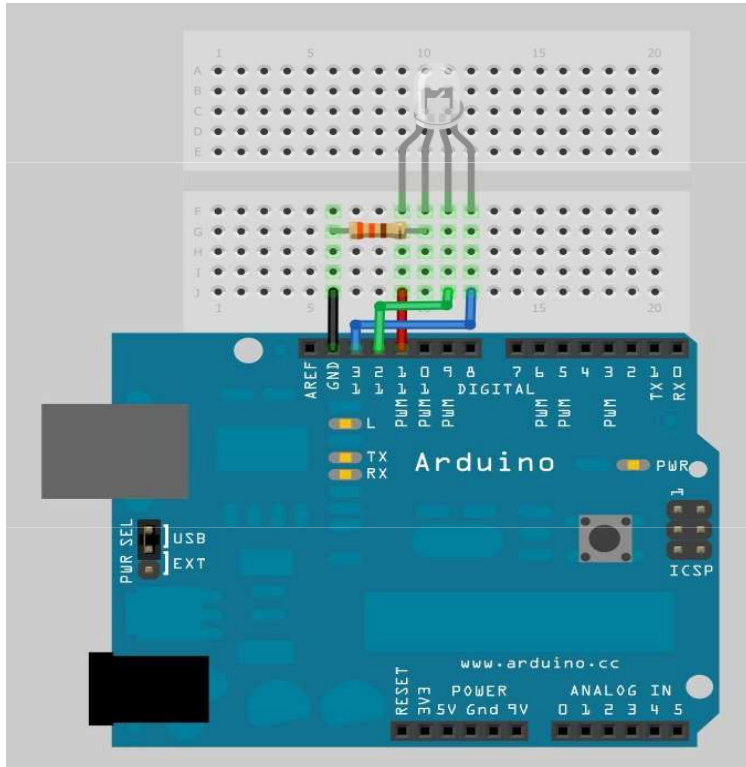 1 5 10 15 20
A
B
C
D
E
F
G
H
I
J
1 5 15 20
AREF GND 13 12 11 10 9 8 7 6 5 4 3 2 1 0
PWM PWM PWM PWM PWM PWM TX RX
DIGITAL
L
TX
RX
Arduino
PWR
1
PWR SEL
USB
EXT
ICSP
www.arduino.cc
POWER ANALOG IN
RESET 3V3 5V Gnd 9V 0 1 2 3 4 5